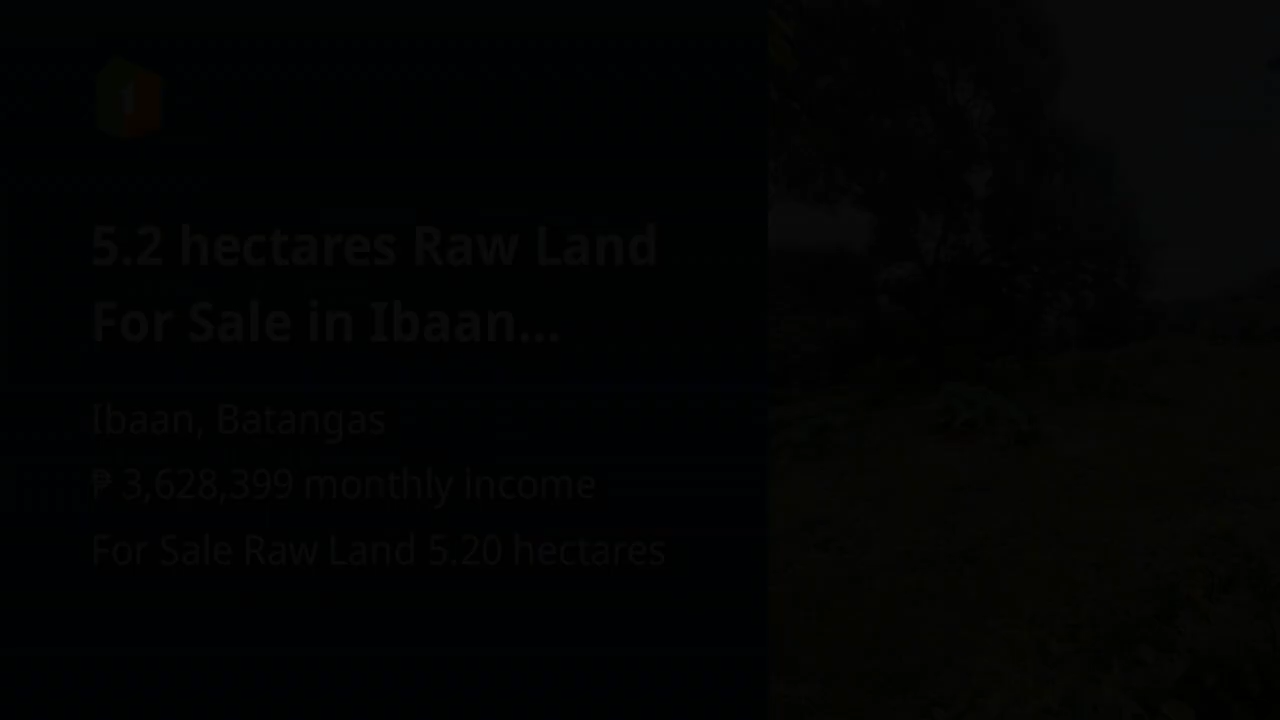 5.2 hectares Raw Land
For Sale in Ibaan...
Ibaan, Batangas
₱ 3,628,399 monthly income
For Sale Raw Land 5.20 hectares